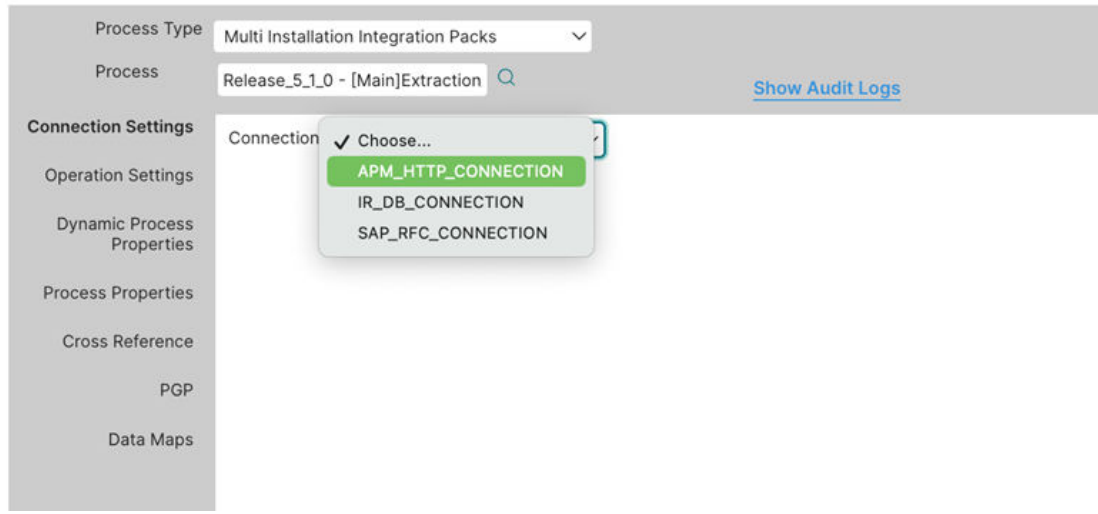 Process Type
Multi Installation Integration Packs
Process
Release_5_1_0 - [Main]Extraction
Show Audit Logs
Connection Settings
Operation Settings
Dynamic Process
Properties
Process Properties
Cross Reference
PGP
Data Maps
Connection
✓ Choose...
APM_HTTP_CONNECTION
IR_DB_CONNECTION
SAP_RFC_CONNECTION